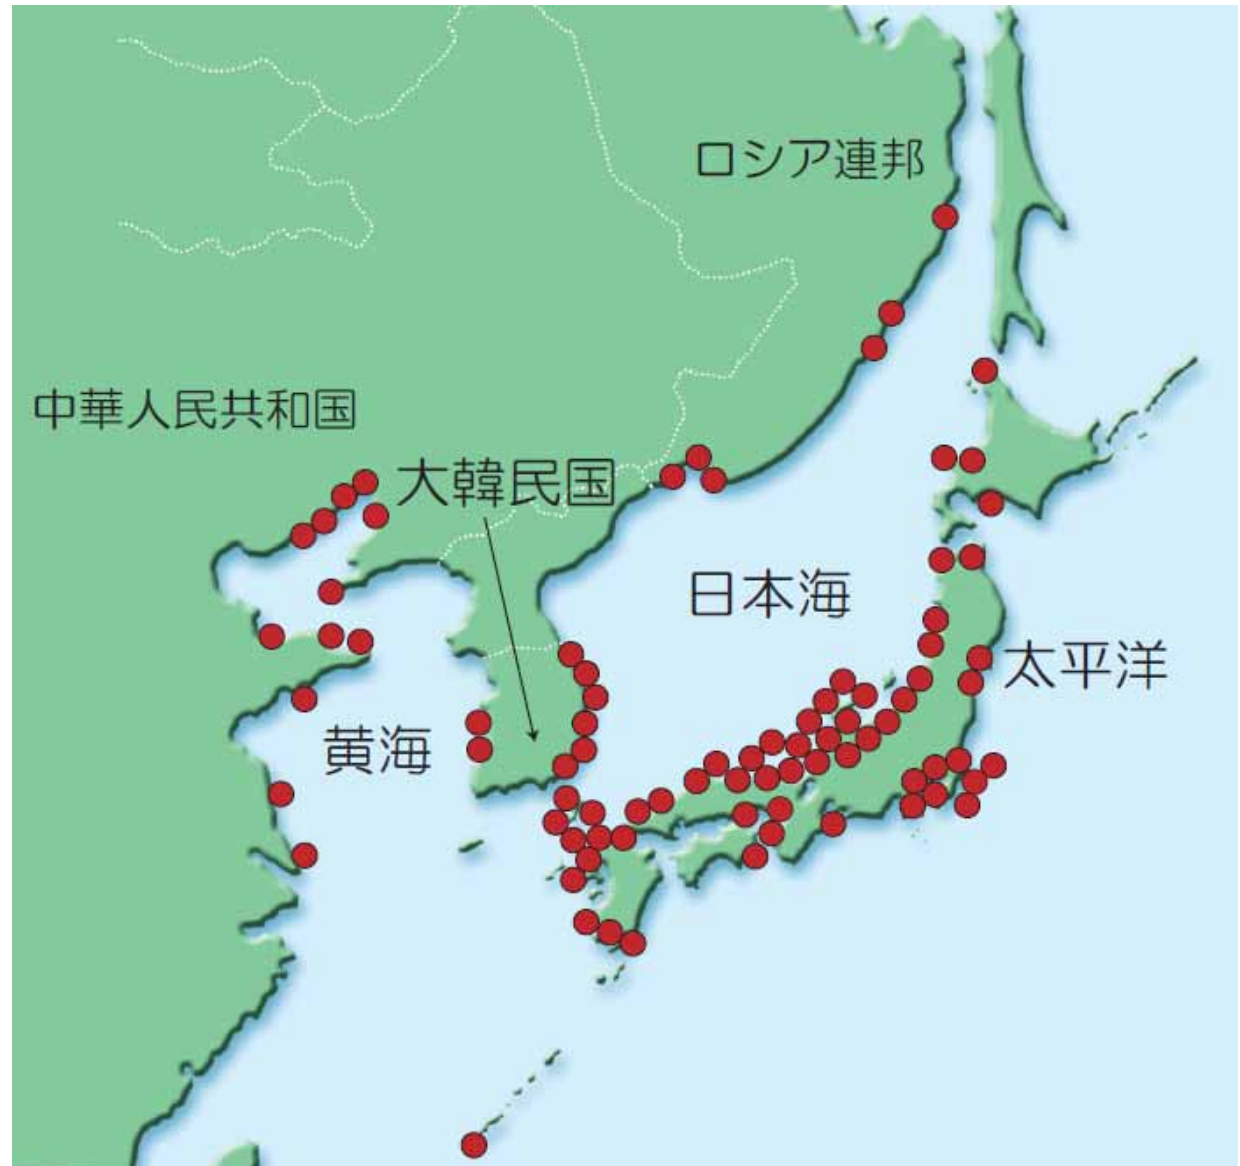 ロシア連邦
中華人民共和国
大韓民国
日本海
太平洋
黄海